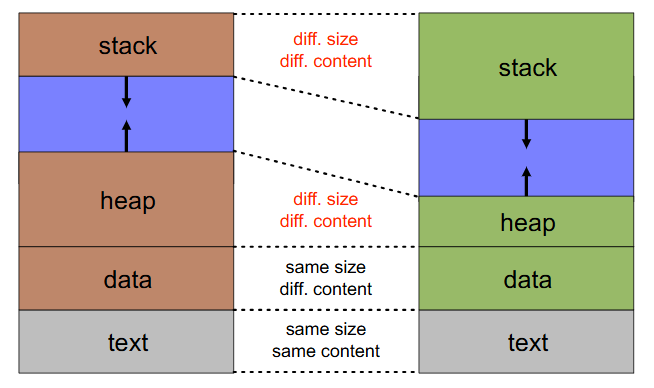 stack
diff. size
diff. content
stack
heap
diff. size
diff. content
heap
data
same size
diff. content
data
text
same size
same content
text